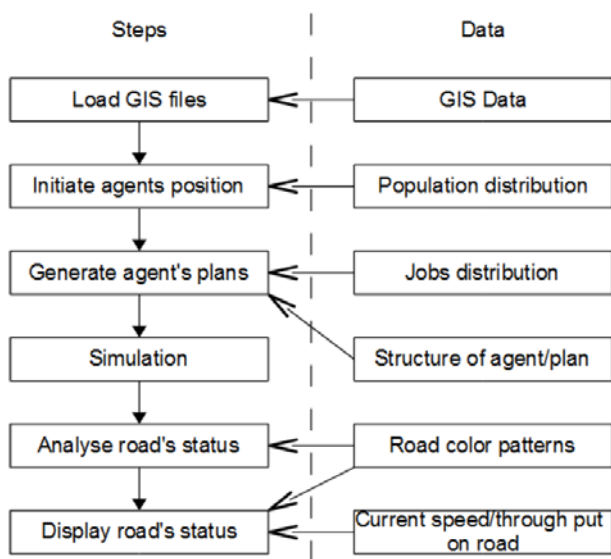 Steps
Data
Load GIS files
GIS Data
Initiate agents position
Population distribution
Generate agent's plans
Jobs distribution
Simulation
Structure of agent/plan
Analyse road's status
Road color patterns
Display road's status
Current speed/through put
on road